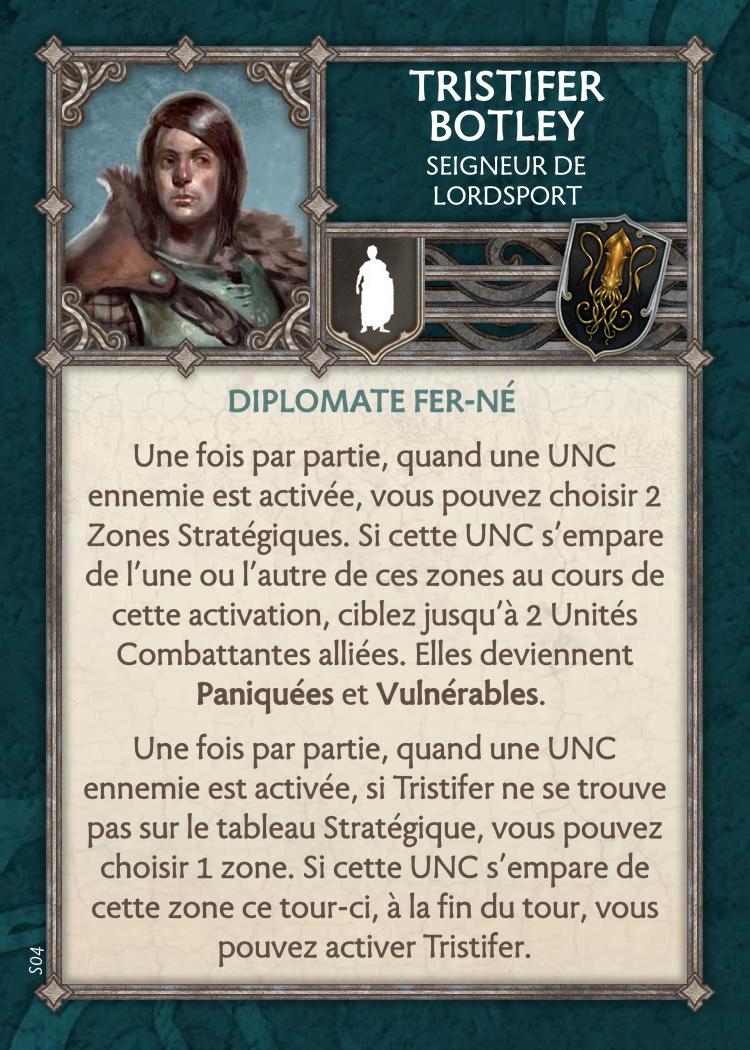 TRISTIFER
BOTLEY
SEIGNEUR DE
LORDSPORT
DIPLOMATE FER-NÉ
Une fois par partie, quand une UNC
ennemie est activée, vous pouvez choisir 2
Zones Stratégiques. Si cette UNC s’empare
de l’une ou l’autre de ces zones au cours de
cette activation, ciblez jusqu’à 2 Unités
Combattantes alliées. Elles deviennent
Paniquées et Vulnérables.
Une fois par partie, quand une UNC
ennemie est activée, si Tristifer ne se trouve
pas sur le tableau Stratégique, vous pouvez
choisir 1 zone. Si cette UNC s’empare de
cette zone ce tour-ci, à la fin du tour, vous
pouvez activer Tristifer.
S04